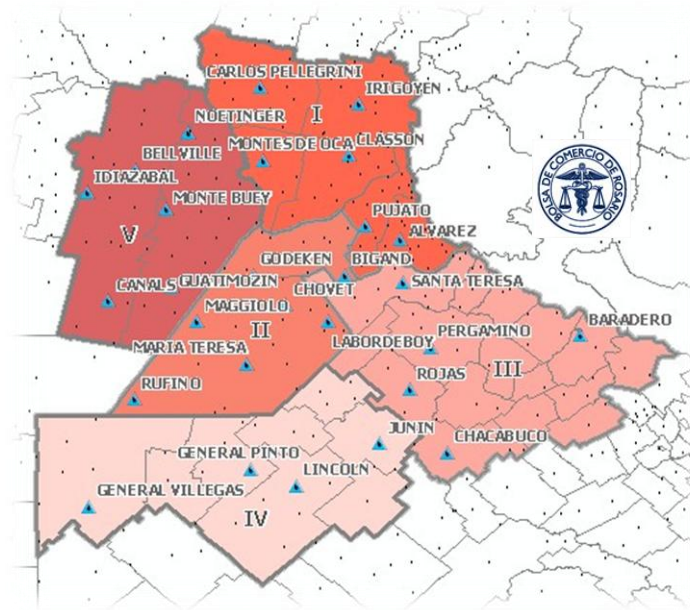 CARLOS PELLEGRINI
IRIGOYEN
NOETINGER
I
BELLVILLE
MONTES DE OCA
CLASSON
IDIAZABAL
MONTE BUEY
PUJATO
ALVAREZ
V
GODEKEN
BIGAND
CANALS
GUATIMOZIN
CHOVET
SANTA TERESA
MAGGIOLO
II
BARADERO
MARIA TERESA
LABORDEBOY
PERGAMINO
III
RUFINO
ROJAS
JUNIN
CHACABUCO
GENERAL PINTO
LINCOLN
GENERAL VILLEGAS
IV
BOLSA DE COMERCIO DE ROSARIO